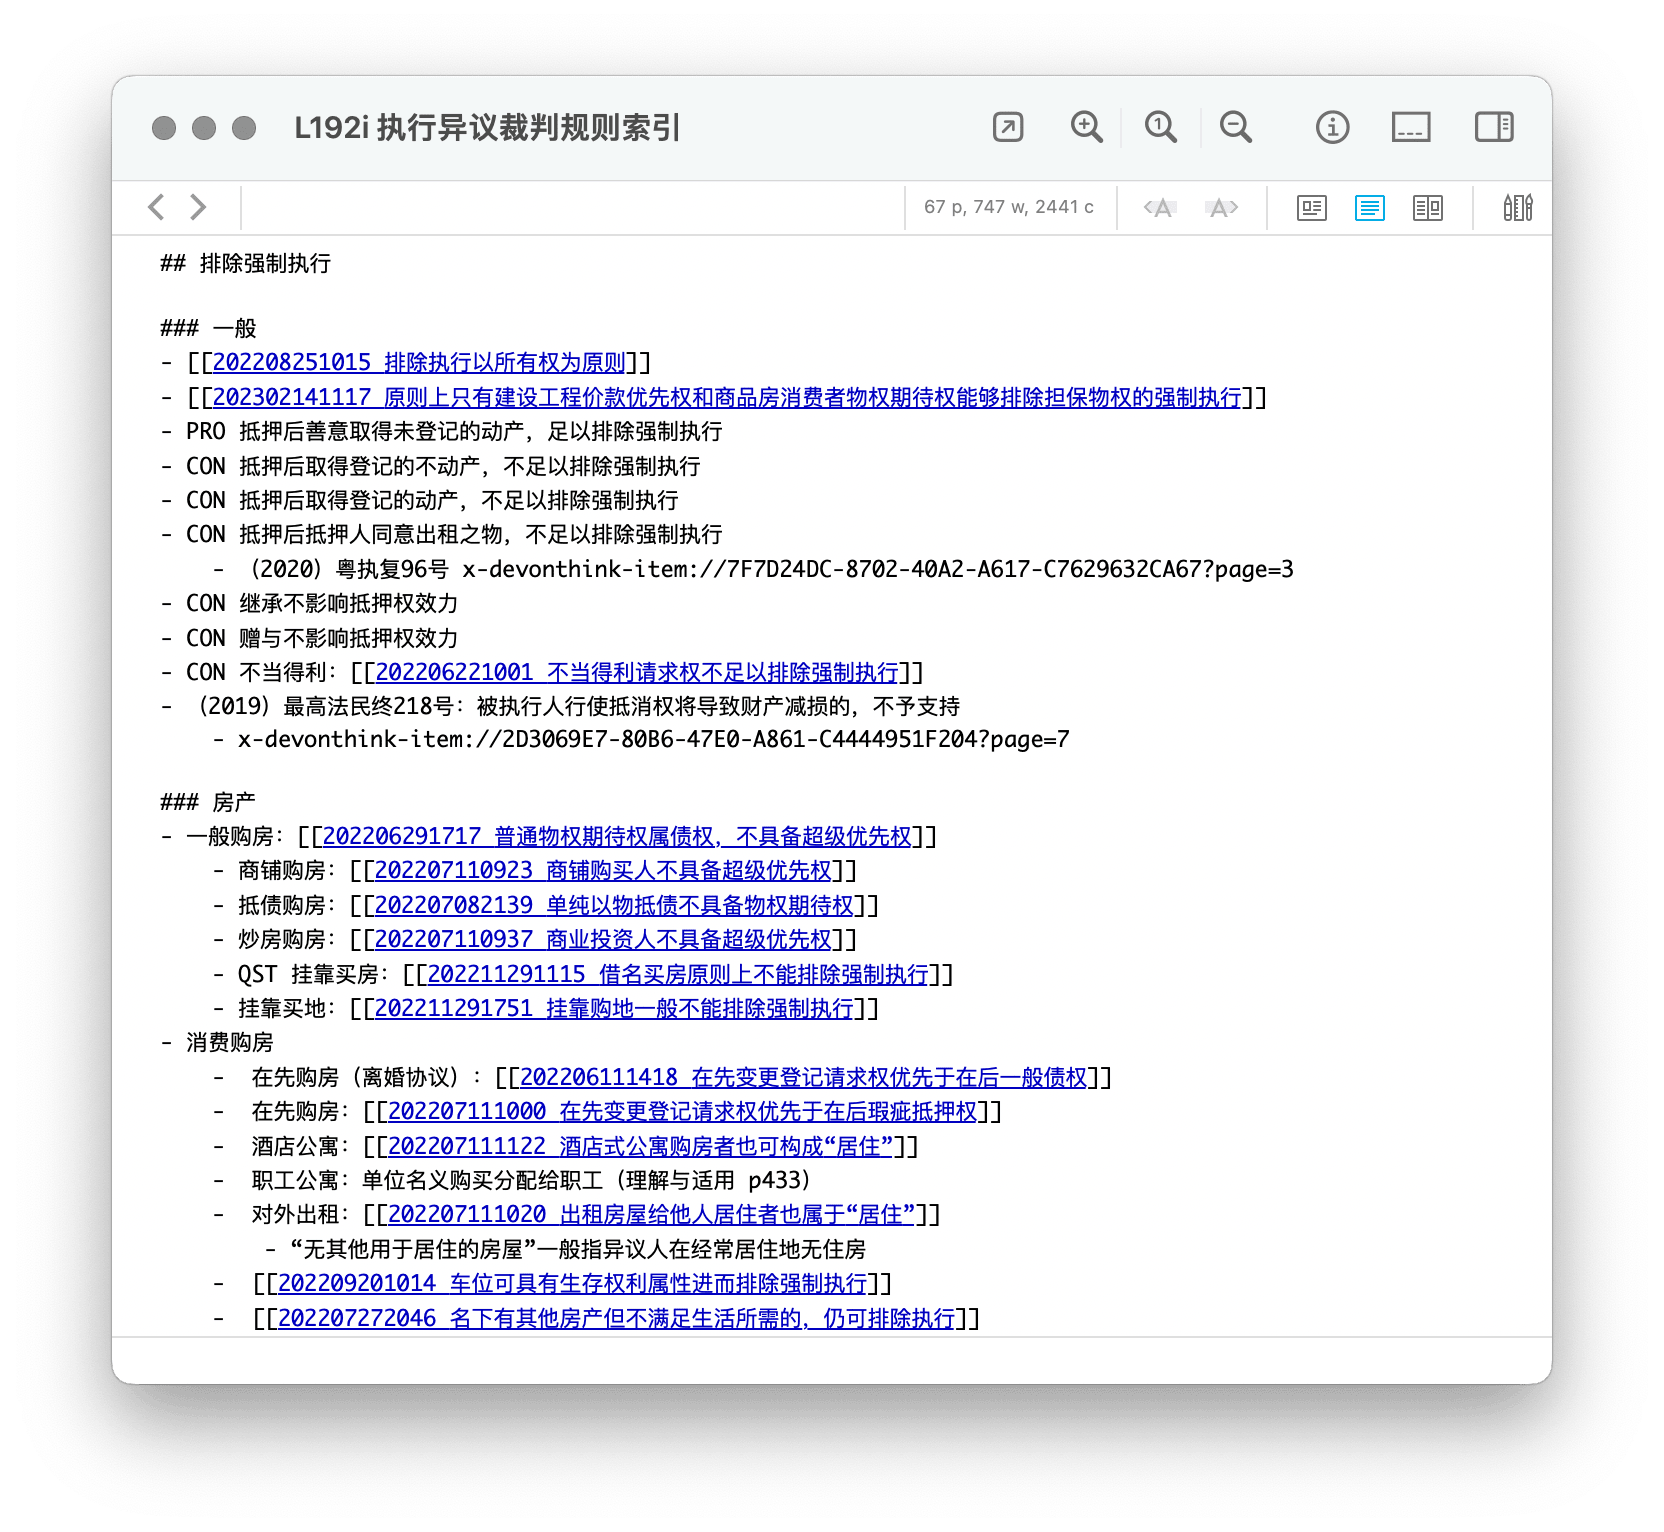 L192i 执行异议裁判规则索引
67 p, 747 w, 2441 c
## 排除强制执行
### 一般
- [[202208251015 排除执行以所有权为原则]]
- [[202302141117 原则上只有建设工程价款优先权和商品房消费者物权期待权能够排除担保物权的强制执行]]
- PRO 抵押后善意取得未登记的动产，足以排除强制执行
- CON 抵押后取得登记的不动产，不足以排除强制执行
- CON 抵押后取得登记的动产，不足以排除强制执行
- CON 抵押后抵押人同意出租之物，不足以排除强制执行
- （2020）粤执复96号 x-devonthink-item://7F7D24DC-8702-40A2-A617-C7629632CA67?page=3
- CON 继承不影响抵押权效力
- CON 赠与不影响抵押权效力
- CON 不当得利：[[202206221001 不当得利请求权不足以排除强制执行]]
- （2019）最高法民终218号：被执行人行使抵消权将导致财产减损的，不予支持
- x-devonthink-item://2D3069E7-80B6-47E0-A861-C4444951F204?page=7
### 房产
- 一般购房：[[202206291717 普通物权期待权属债权，不具备超级优先权]]
- 商铺购房：[[202207110923 商铺购买人不具备超级优先权]]
- 抵债购房：[[202207082139 单纯以物抵债不具备物权期待权]]
- 炒房购房：[[202207110937 商业投资人不具备超级优先权]]
- QST 挂靠买房：[[202211291115 借名买房原则上不能排除强制执行]]
- 挂靠买地：[[202211291751 挂靠购地一般不能排除强制执行]]
- 消费购房
- 在先购房（离婚协议）：[[202206111418 在先变更登记请求权优先于在后一般债权]]
- 在先购房：[[202207111000 在先变更登记请求权优先于在后瑕疵抵押权]]
- 酒店公寓：[[202207111122 酒店式公寓购房者也可构成“居住”]]
- 职工公寓：单位名义购买分配给职工（理解与适用 p433）
- 对外出租：[[202207111020 出租房屋给他人居住者也属于“居住”]]
- “无其他用于居住的房屋”一般指异议人在经常居住地无住房
- [[202209201014 车位可具有生存权利属性进而排除强制执行]]
- [[202207272046 名下有其他房产但不满足生活所需的，仍可排除执行]]